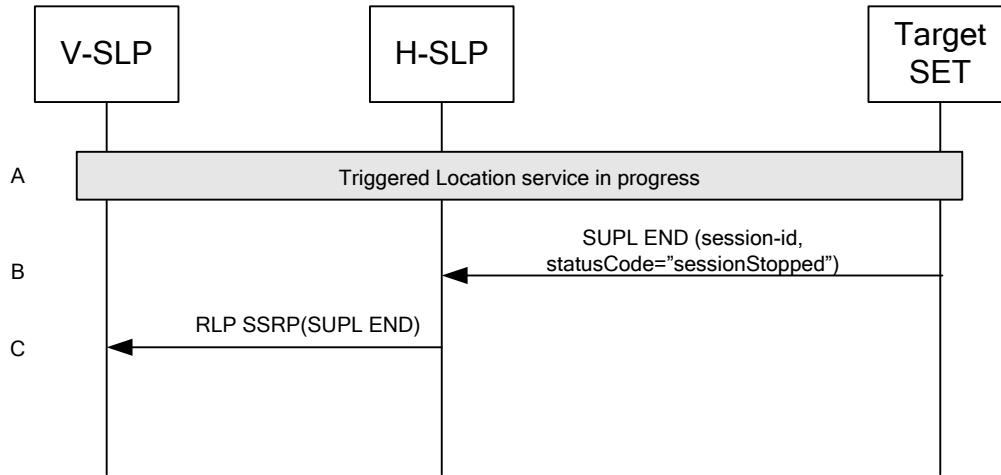 V-SLP
H-SLP
Target
SET
A
Triggered Location service in progress
SUPL END (session-id,
statusCode=”sessionStopped”)
B
RLP SSRP(SUPL END)
C